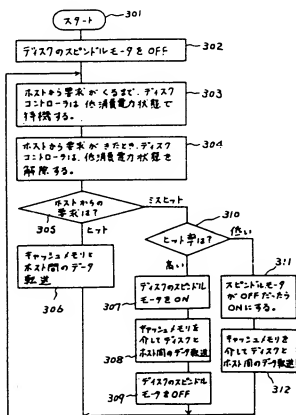 スタート
301
ディスクのスピンドルモータを OFF
302
ホストから要求がくるまで、ディスク
コントローラは 低消費電力状態で
待機する。
303
ホストから要求がきたとき、ディスク
コントローラは、低消費電力状態を
解除する。
304
ホストからの
要求は?
305
ミスヒット
ヒット
310
ヒット率は?
高い
低い
キャッシュメモリと
ホスト間のデータ
転送
306
307
ディスクのスピンドル
モータをON
キャッシュメモリを
介してディスクと
ホスト間のデータ転送
308
ディスクのスピンドル
モータをOFF
309
311
スピンドルモータ
がOFFだったら
ONにする。
キャッシュメモリを
介してディスクと
ホスト間のデータ転送
312